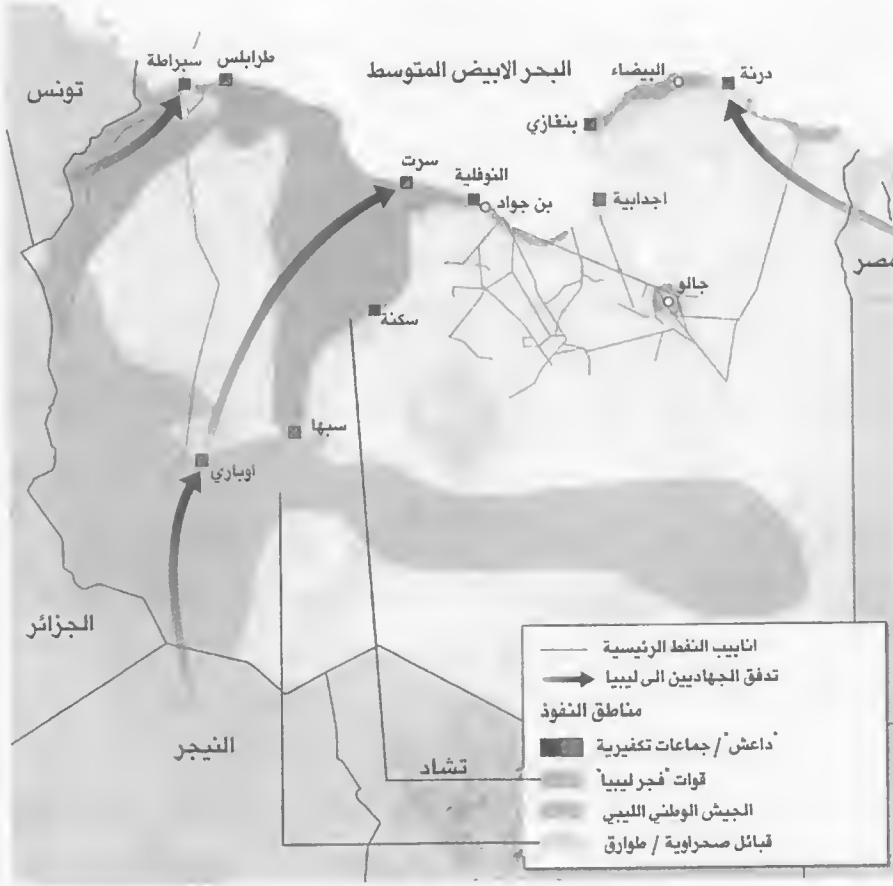 طرابلس
سبراطة
تونس
البحر الابيض المتوسط
البيضاء
درنة
بنغازي
سرت
النوفلية
بن جواد
اجدابية
مصر
جالو
سكنة
سبها
اوباري
الجزائر
النيجر
تشاد
انابيب النفط الرئيسية
تدفق الجهاديين الى ليبيا
مناطق النفوذ
"داعش"/جماعات تكفيرية
قوات "فجر ليبيا"
الجيش الوطني الليبي
قبائل صحراوية / طوارق